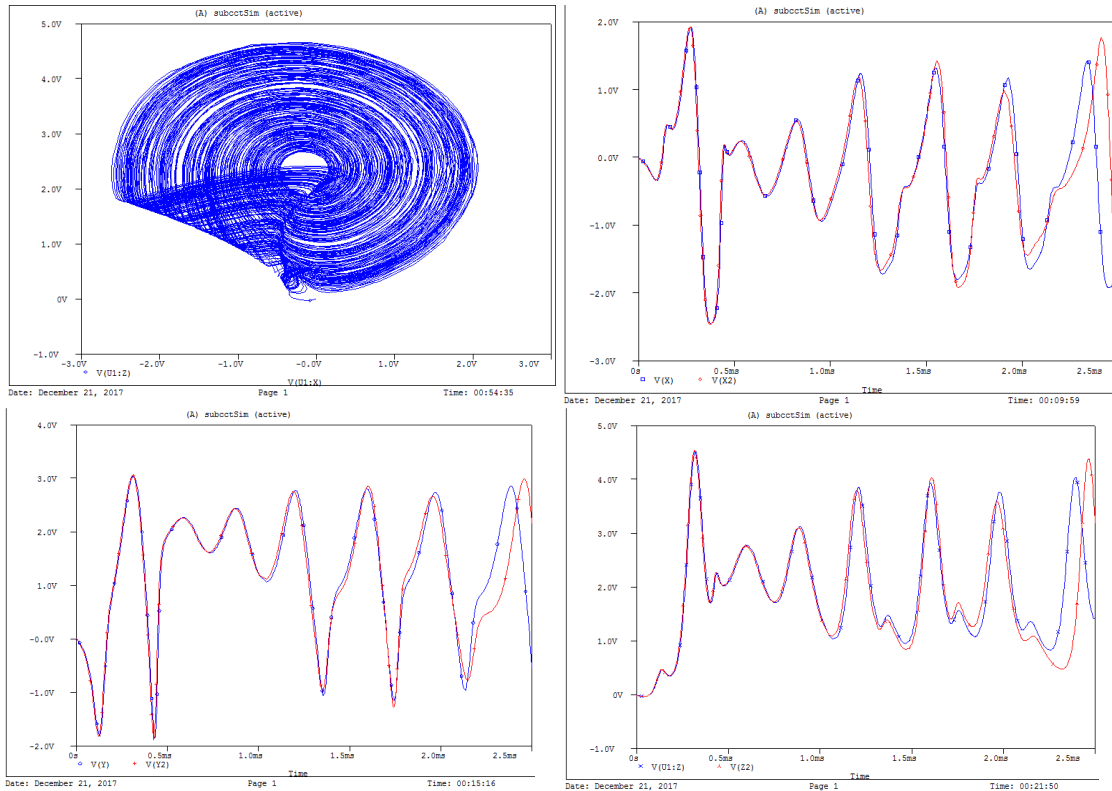 (A) subcctSim (active)
5.0V
4.0V
3.0V
2.0V
1.0V
0V
-1.0V
-3.0V -2.0V -1.0V -0.0V 1.0V 2.0V 3.0V
V(U1:Z)
V(U1:X)
Date: December 21, 2017 Page 1 Time: 00:54:35
(A) subcctSim (active)
2.0V
1.0V
0.0V
-1.0V
-2.0V
-3.0V
0s 0.5ms 1.0ms 1.5ms 2.0ms 2.5ms
V(X) V(X2)
Time
Date: December 21, 2017 Page 1 Time: 00:09:59
(A) subcctSim (active)
4.0V
3.0V
2.0V
1.0V
-0.0V
-1.0V
-2.0V
0s 0.5ms 1.0ms 1.5ms 2.0ms 2.5ms
V(Y) V(Y2)
Time
Date: December 21, 2017 Page 1 Time: 00:15:16
(A) subcctSim (active)
5.0V
4.0V
3.0V
2.0V
1.0V
0V
-1.0V
0s 0.5ms 1.0ms 1.5ms 2.0ms 2.5ms
V(U1:Z) V(Z2)
Time
Date: December 21, 2017 Page 1 Time: 00:21:50